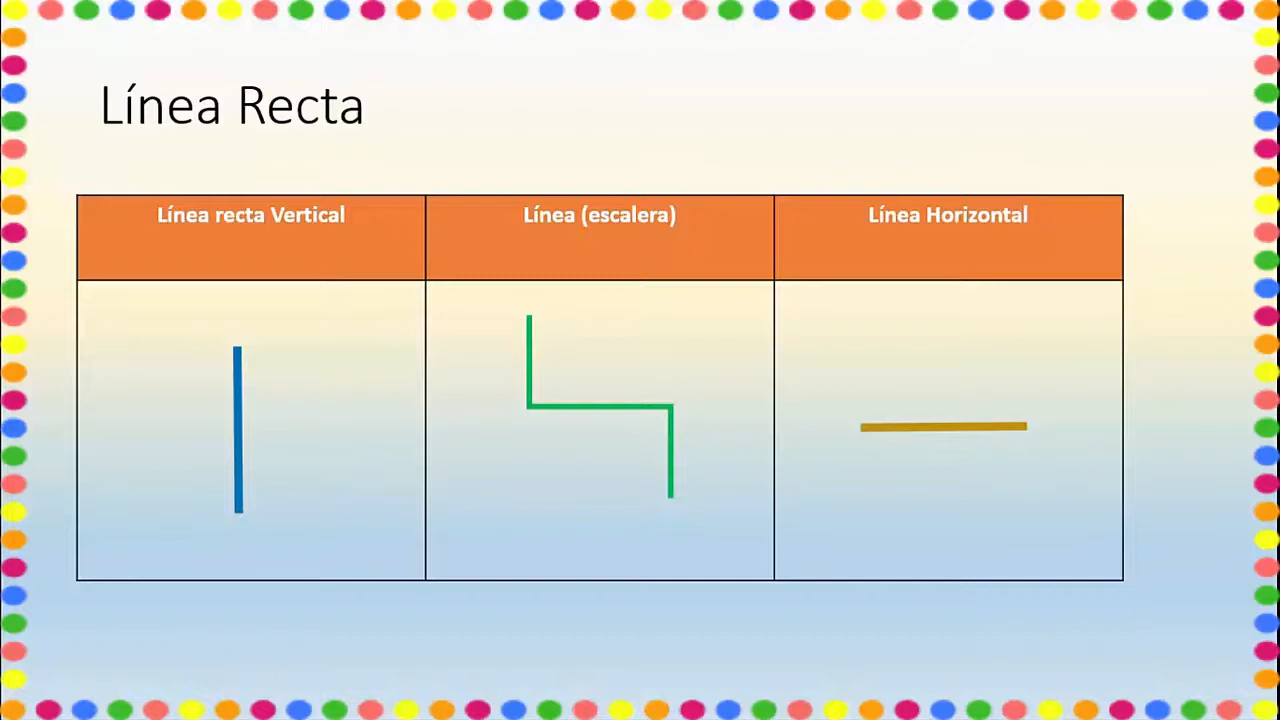 Línea Recta
Línea recta Vertical
Línea (escalera)
Línea Horizontal